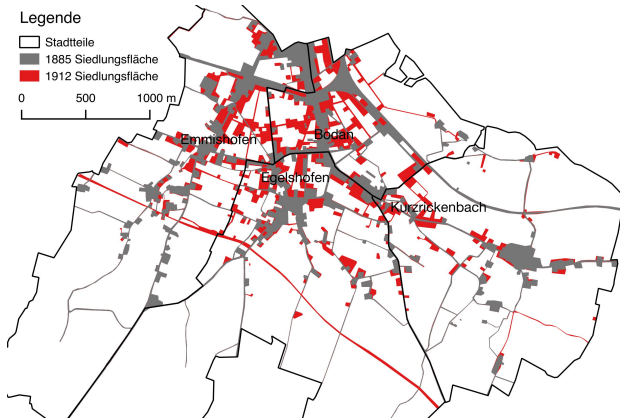 Legende
Stadtteile
1885 Siedlungsfläche
1912 Siedlungsfläche
0 500 1000 m
Emmishofen
Bodan
Egelshofen
Kurzrickenbach